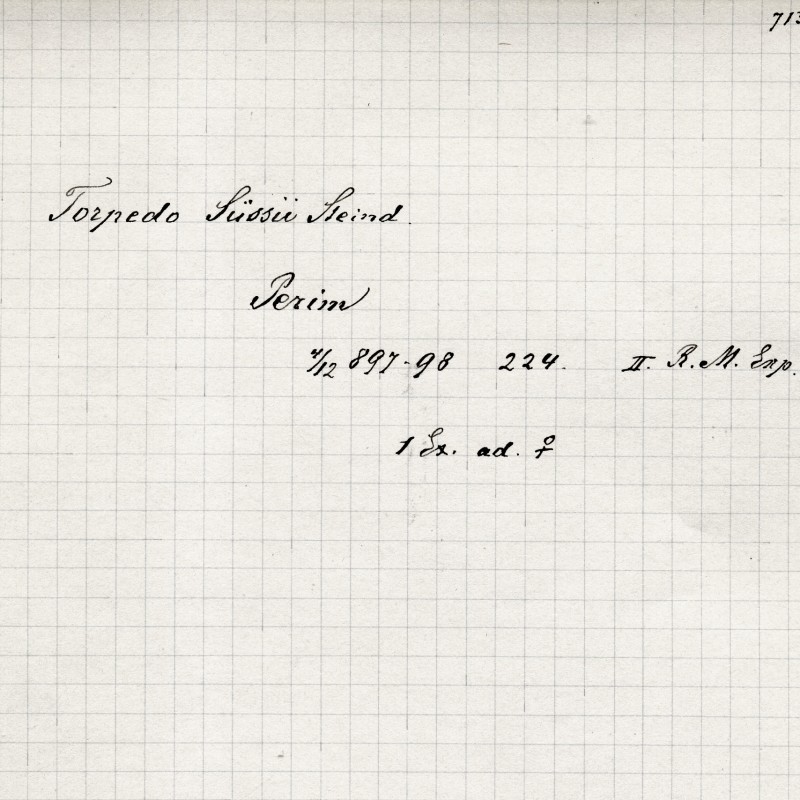 713
Torpedo Süssii Steind.
Perim
4/12 897-98 224. II. R. M. Exp.
1 Ex. ad. ♀